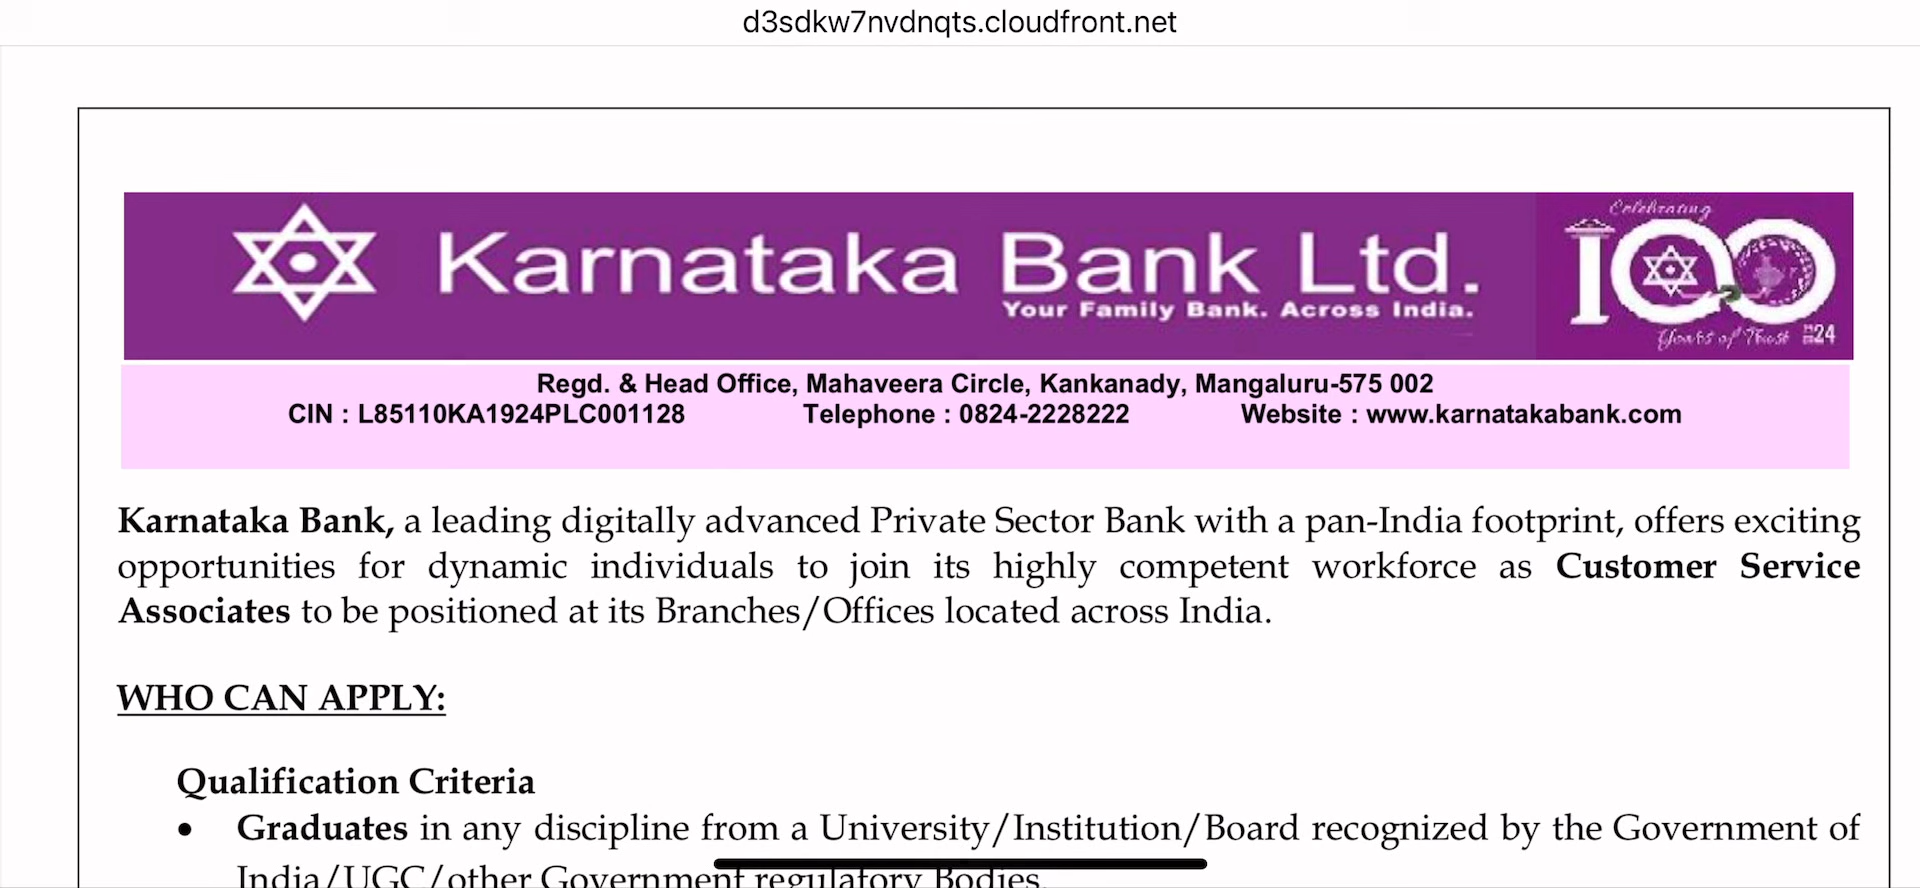 d3sdkw7nvdnqts.cloudfront.net
Karnataka Bank Ltd.
Your Family Bank. Across India.
Celebrating
100
Years of Trust 24
Regd. & Head Office, Mahaveera Circle, Kankanady, Mangaluru-575 002
CIN : L85110KA1924PLC001128 Telephone : 0824-2228222 Website : www.karnatakabank.com
Karnataka Bank, a leading digitally advanced Private Sector Bank with a pan-India footprint, offers exciting
opportunities for dynamic individuals to join its highly competent workforce as Customer Service
Associates to be positioned at its Branches/Offices located across India.
WHO CAN APPLY:
Qualification Criteria
• Graduates in any discipline from a University/Institution/Board recognized by the Government of
India/UGC/other Government regulatory Bodies.